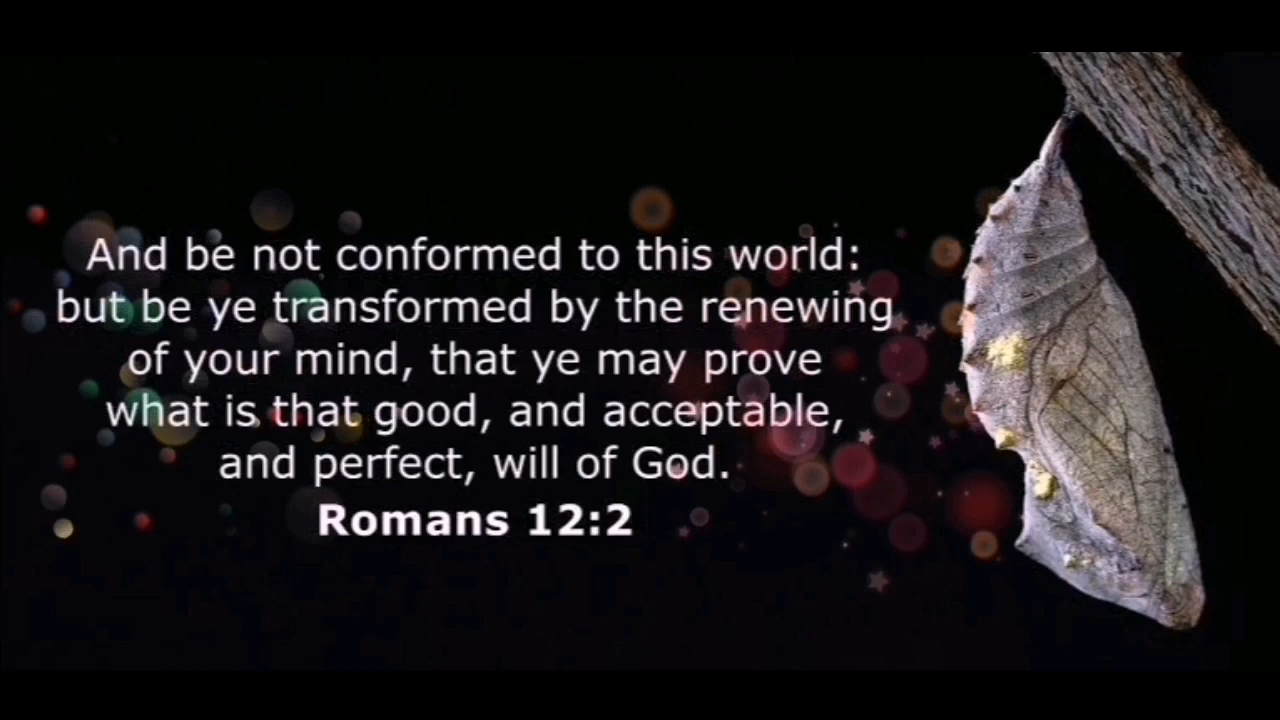 And be not conformed to this world:
but be ye transformed by the renewing
of your mind, that ye may prove
what is that good, and acceptable,
and perfect, will of God.
Romans 12:2